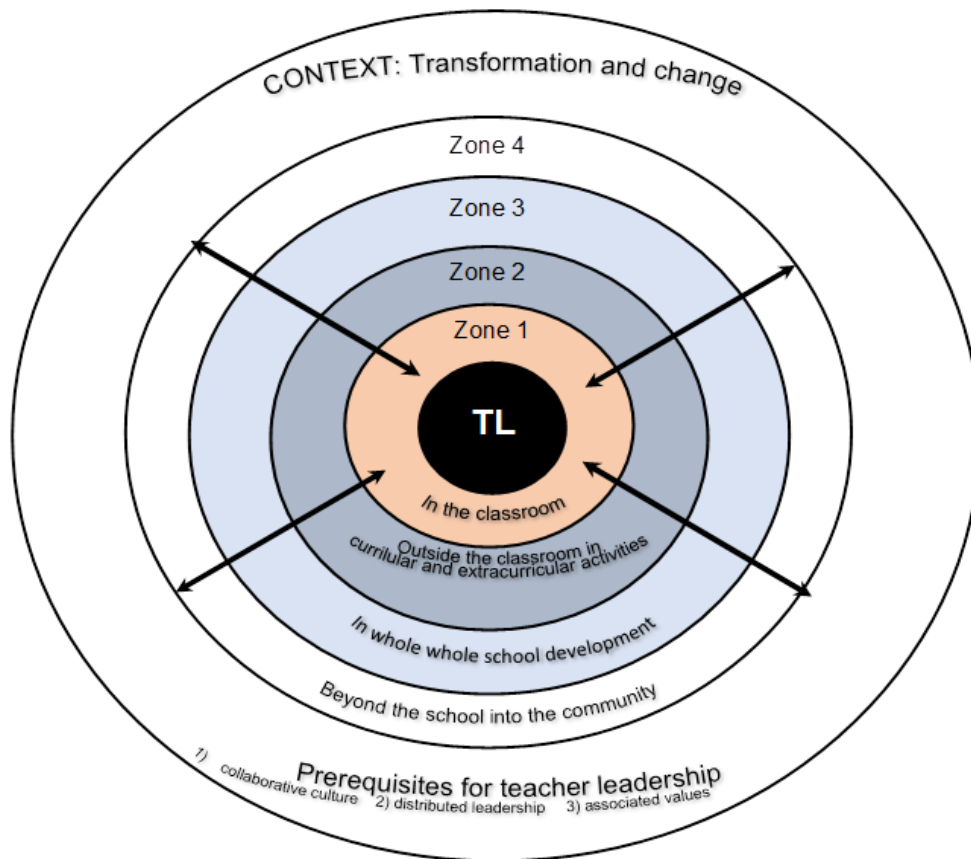 CONTEXT: Transformation and change
Zone 4
Zone 3
Zone 2
Zone 1
TL
In the classroom
Outside the classroom in
currilular and extracurricular activities
In whole whole school development
Beyond the school into the community
Prerequisites for teacher leadership
1) collaborative culture 2) distributed leadership 3) associated values